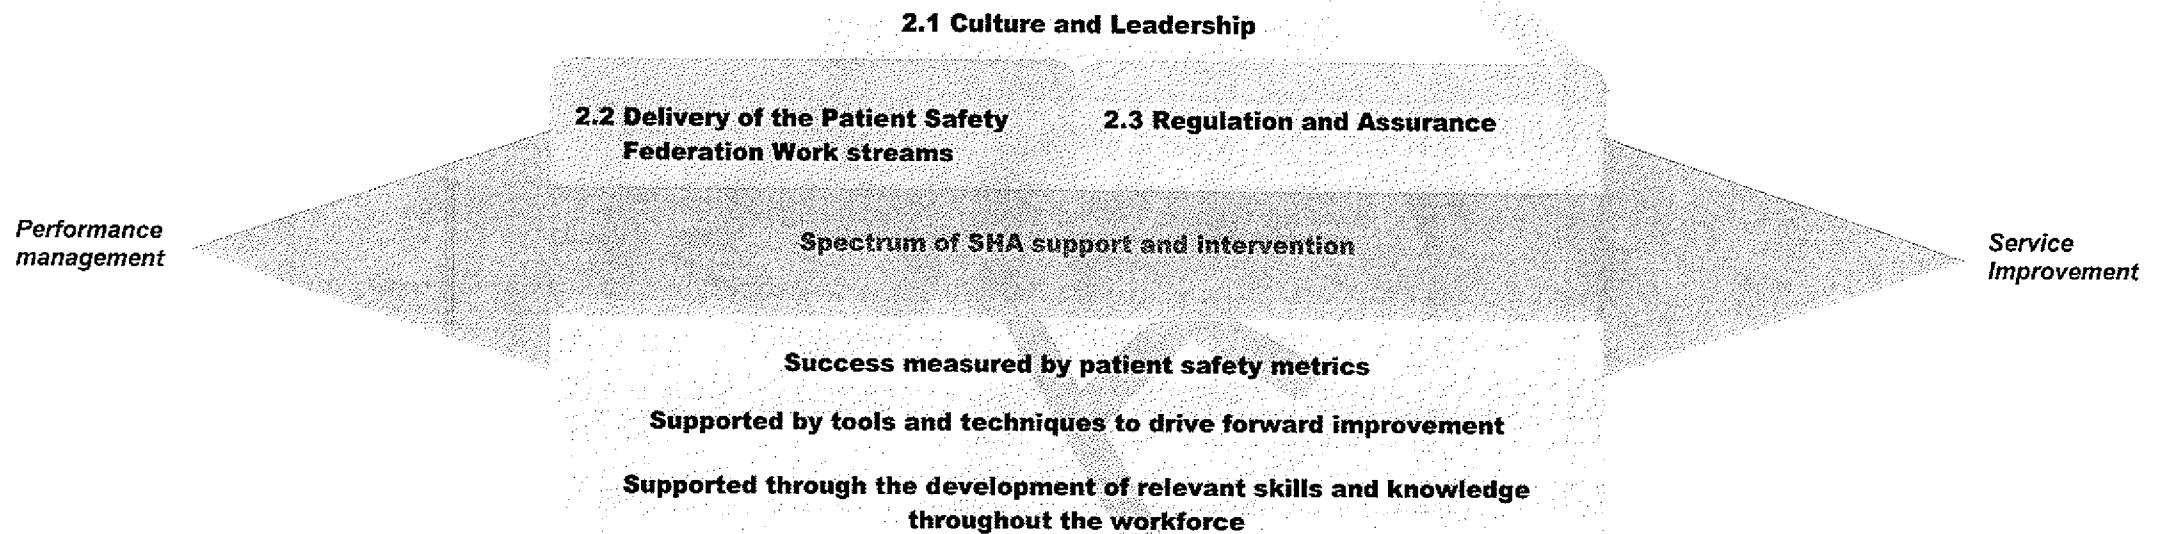 2.1 Culture and Leadership
2.2 Delivery of the Patient Safety
Federation Work streams
2.3 Regulation and Assurance
Performance
management
Spectrum of SHA support and intervention
Service
Improvement
Success measured by patient safety metrics
Supported by tools and techniques to drive forward improvement
Supported through the development of relevant skills and knowledge
throughout the workforce